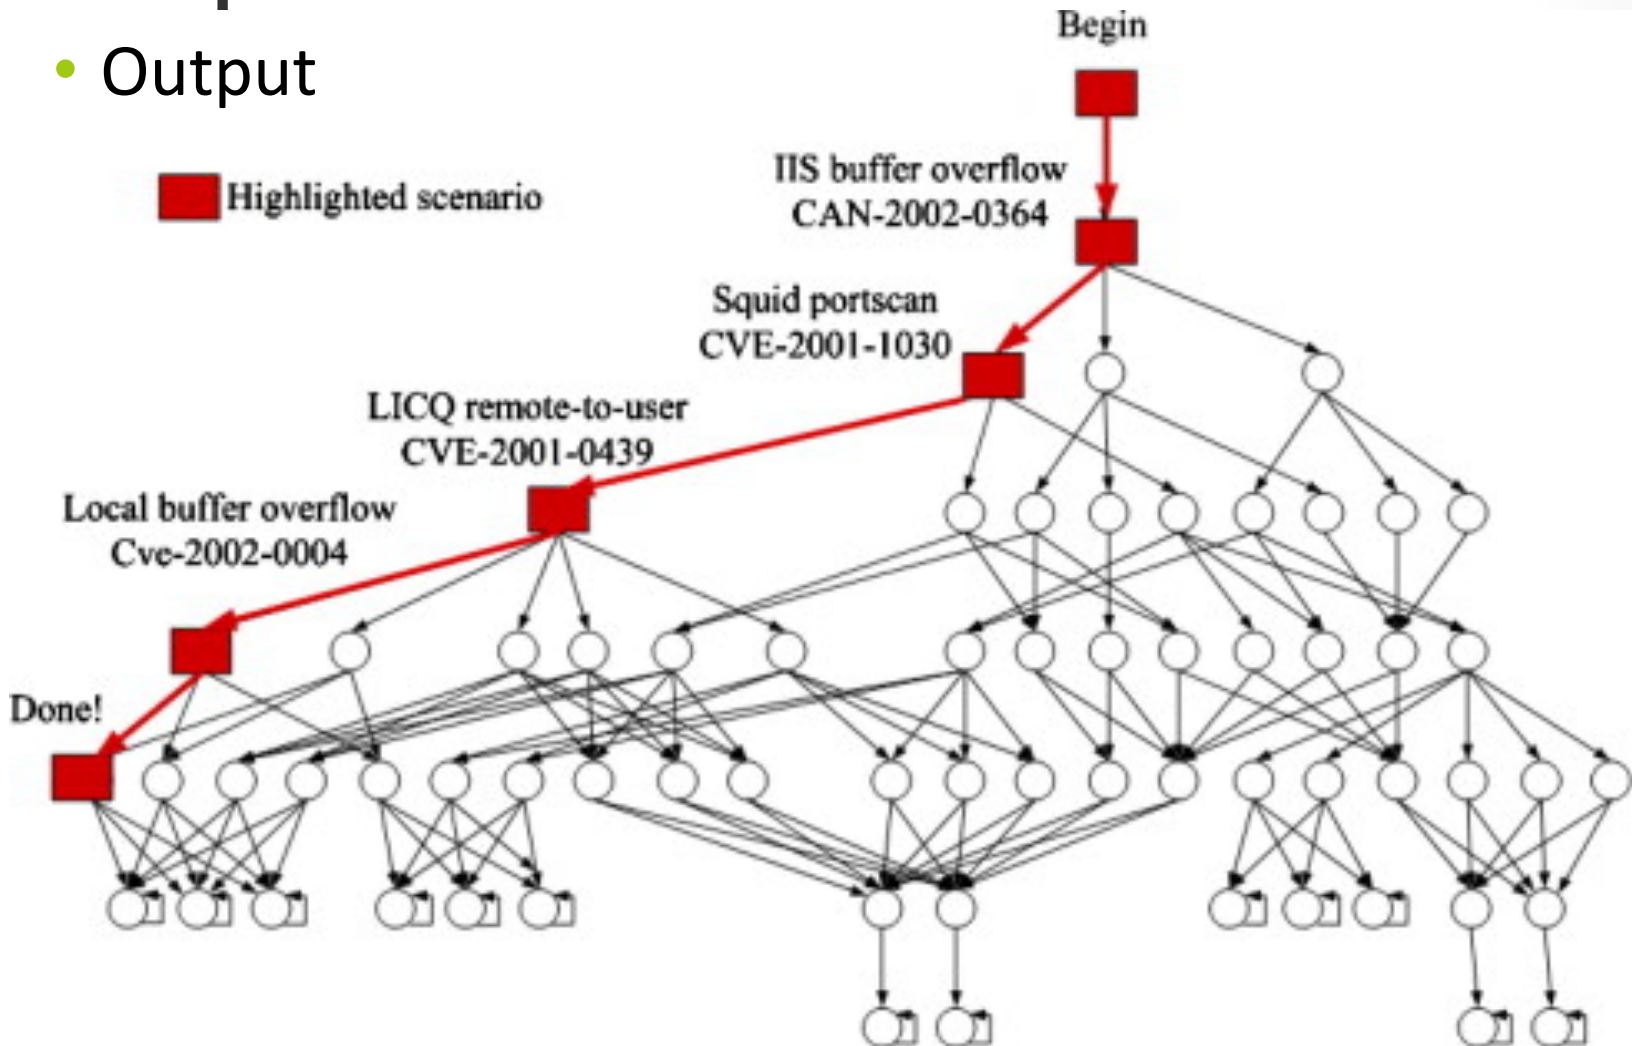 • Output
Begin
IIS buffer overflow
CAN-2002-0364
Highlighted scenario
Squid portscan
CVE-2001-1030
LICQ remote-to-user
CVE-2001-0439
Local buffer overflow
Cve-2002-0004
Done!